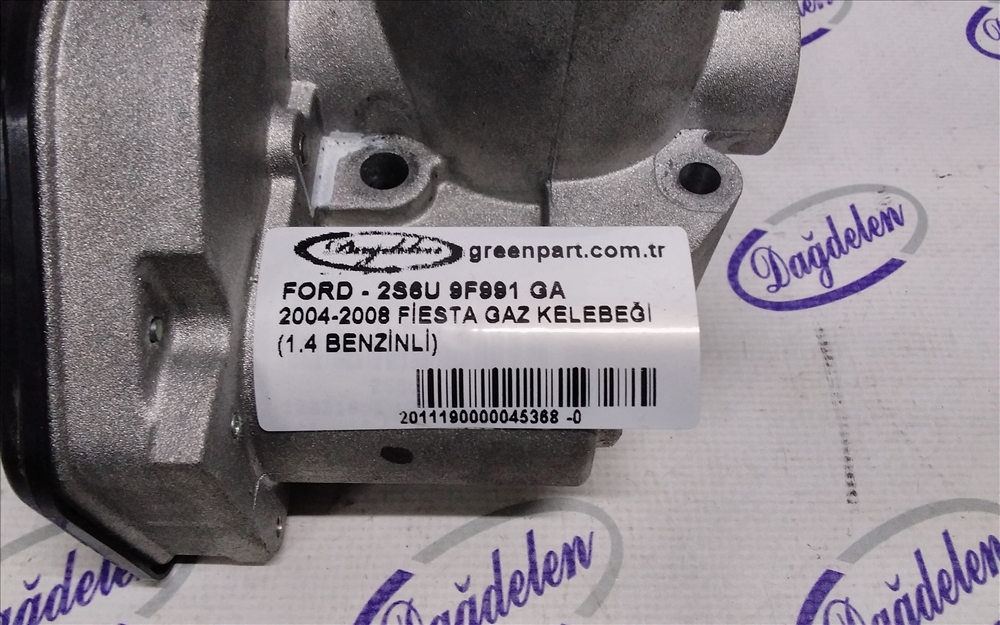 Dağdelen greenpart.com.tr
FORD - 2S6U 9F991 GA
2004-2008 FİESTA GAZ KELEBEĞİ
(1.4 BENZİNLİ)
2011190000045368 -0
Dağdelen
Dağdelen
Dağdelen
Dağdelen